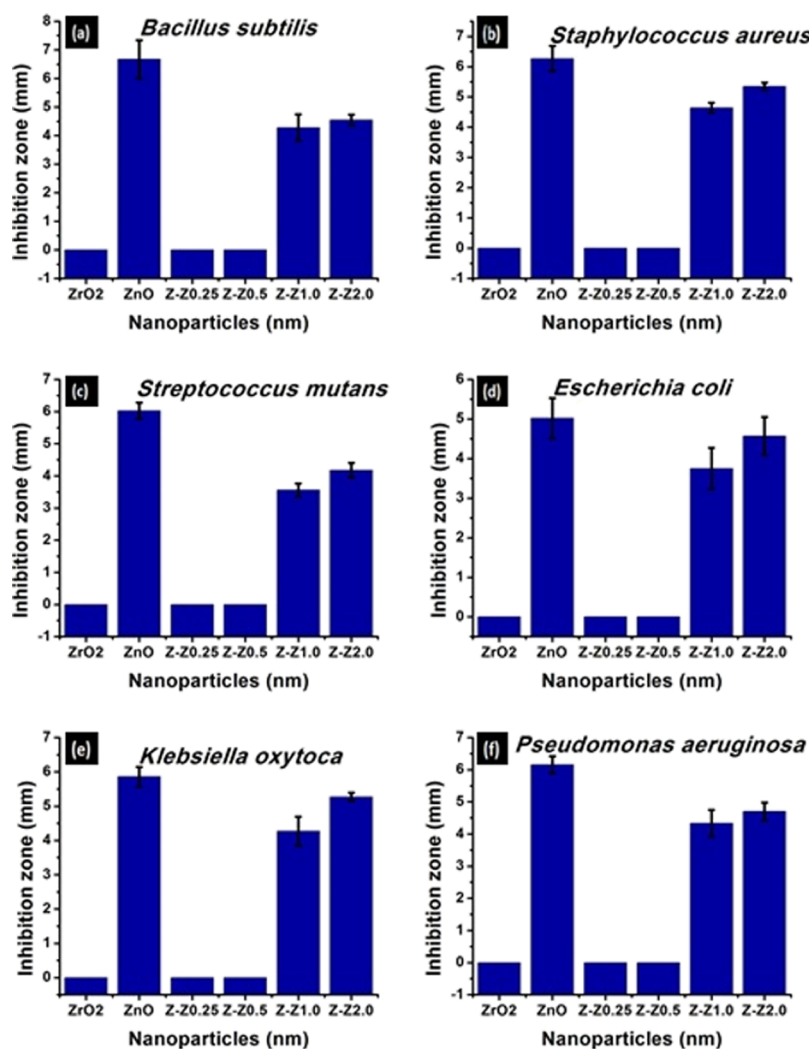 (a)
Bacillus subtilis
Inhibition zone (mm)
8
7
6
5
4
3
2
1
0
-1
ZrO2 ZnO Z-Z0.25 Z-Z0.5 Z-Z1.0 Z-Z2.0
Nanoparticles (nm)
(b)
Staphylococcus aureus
Inhibition zone (mm)
8
7
6
5
4
3
2
1
0
-1
ZrO2 ZnO Z-Z0.25 Z-Z0.5 Z-Z1.0 Z-Z2.0
Nanoparticles (nm)
(c)
Streptococcus mutans
Inhibition zone (mm)
7
6
5
4
3
2
1
0
-1
ZrO2 ZnO Z-Z0.25 Z-Z0.5 Z-Z1.0 Z-Z2.0
Nanoparticles (nm)
(d)
Escherichia coli
Inhibition zone (mm)
6
5
4
3
2
1
0
ZrO2 ZnO Z-Z0.25 Z-Z0.5 Z-Z1.0 Z-Z2.0
Nanoparticles (nm)
(e)
Klebsiella oxytoca
Inhibition zone (mm)
7
6
5
4
3
2
1
0
ZrO2 ZnO Z-Z0.25 Z-Z0.5 Z-Z1.0 Z-Z2.0
Nanoparticles (nm)
(f)
Pseudomonas aeruginosa
Inhibition zone (mm)
7
6
5
4
3
2
1
0
-1
ZrO2 ZnO Z-Z0.25 Z-Z0.5 Z-Z1.0 Z-Z2.0
Nanoparticles (nm)